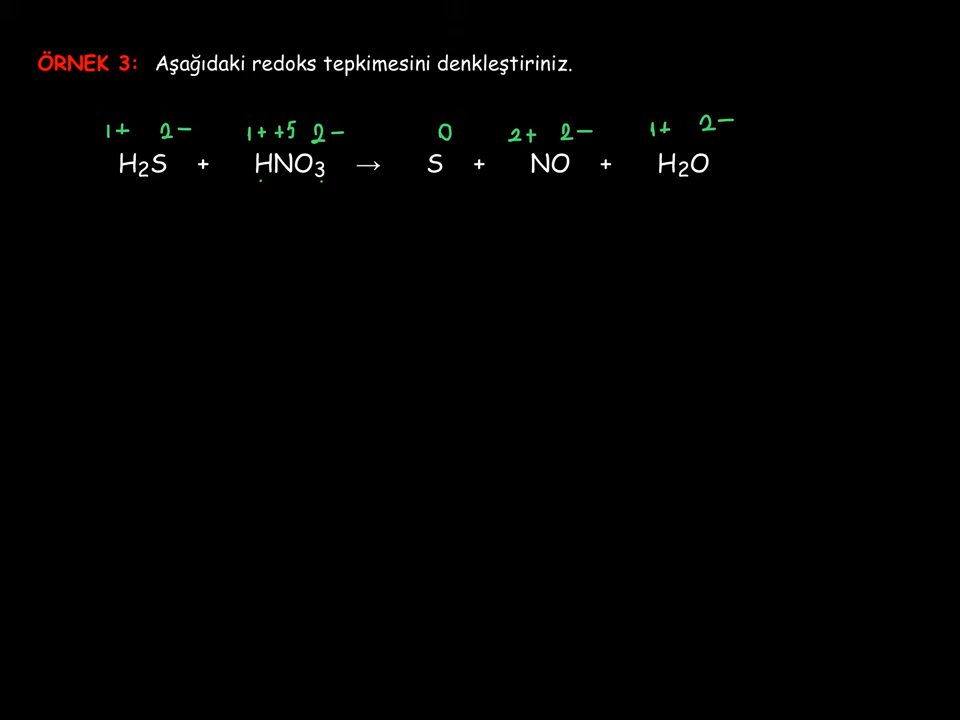 ÖRNEK 3: Aşağıdaki redoks tepkimesini denkleştiriniz.
1+ 2- 1+ +5 2- 0 2+ 2- 1+ 2-
H₂S + HNO₃ → S + NO + H₂O